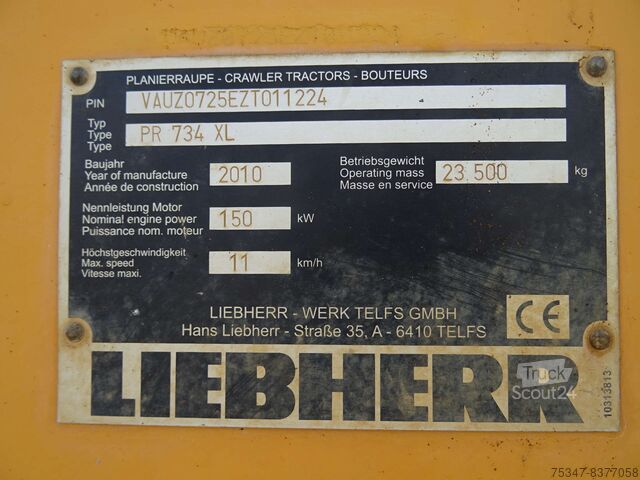 PLANIERRAUPE - CRAWLER TRACTORS - BOUTEURS
PIN VAUZ0725EZT011224
Typ
Type PR 734 XL
Type
Baujahr
Year of manufacture 2010
Année de construction
Betriebsgewicht
Operating mass 23 500 kg
Masse en service
Nennleistung Motor
Nominal engine power 150 kW
Puissance nom. moteur
Höchstgeschwindigkeit
Max. speed 11 km/h
Vitesse maxi.
LIEBHERR - WERK TELFS GMBH
Hans Liebherr - Straße 35, A - 6410 TELFS
CE
LIEBHERR
10313813
Truck
Scout24
75347-8377058